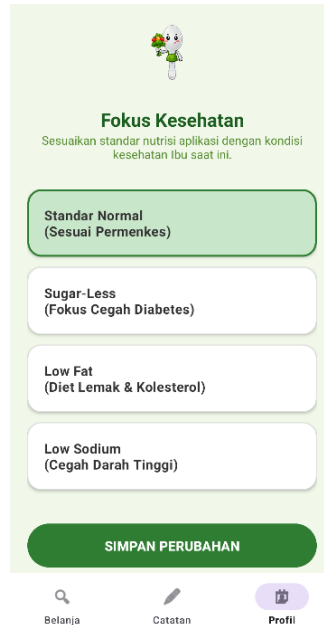 Fokus Kesehatan
Sesuaikan standar nutrisi aplikasi dengan kondisi
kesehatan Ibu saat ini.
Standar Normal
(Sesuai Permenkes)
Sugar-Less
(Fokus Cegah Diabetes)
Low Fat
(Diet Lemak & Kolesterol)
Low Sodium
(Cegah Darah Tinggi)
SIMPAN PERUBAHAN
Belanja
Catatan
Profil